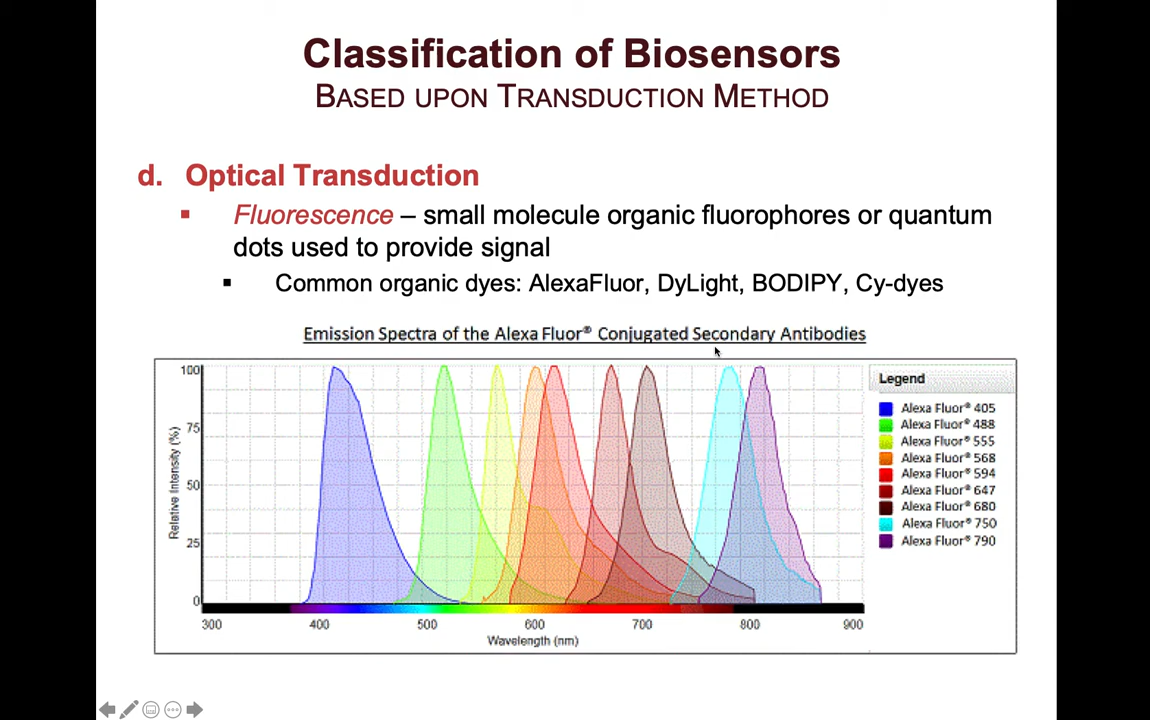 Classification of Biosensors
BASED UPON TRANSDUCTION METHOD
d. Optical Transduction
▪ Fluorescence – small molecule organic fluorophores or quantum
dots used to provide signal
▪ Common organic dyes: AlexaFluor, DyLight, BODIPY, Cy-dyes
Emission Spectra of the Alexa Fluor® Conjugated Secondary Antibodies
100
75
50
25
0
Relative Intensity (%)
300 400 500 600 700 800 900
Wavelength (nm)
Legend
Alexa Fluor® 405
Alexa Fluor® 488
Alexa Fluor® 555
Alexa Fluor® 568
Alexa Fluor® 594
Alexa Fluor® 647
Alexa Fluor® 680
Alexa Fluor® 750
Alexa Fluor® 790